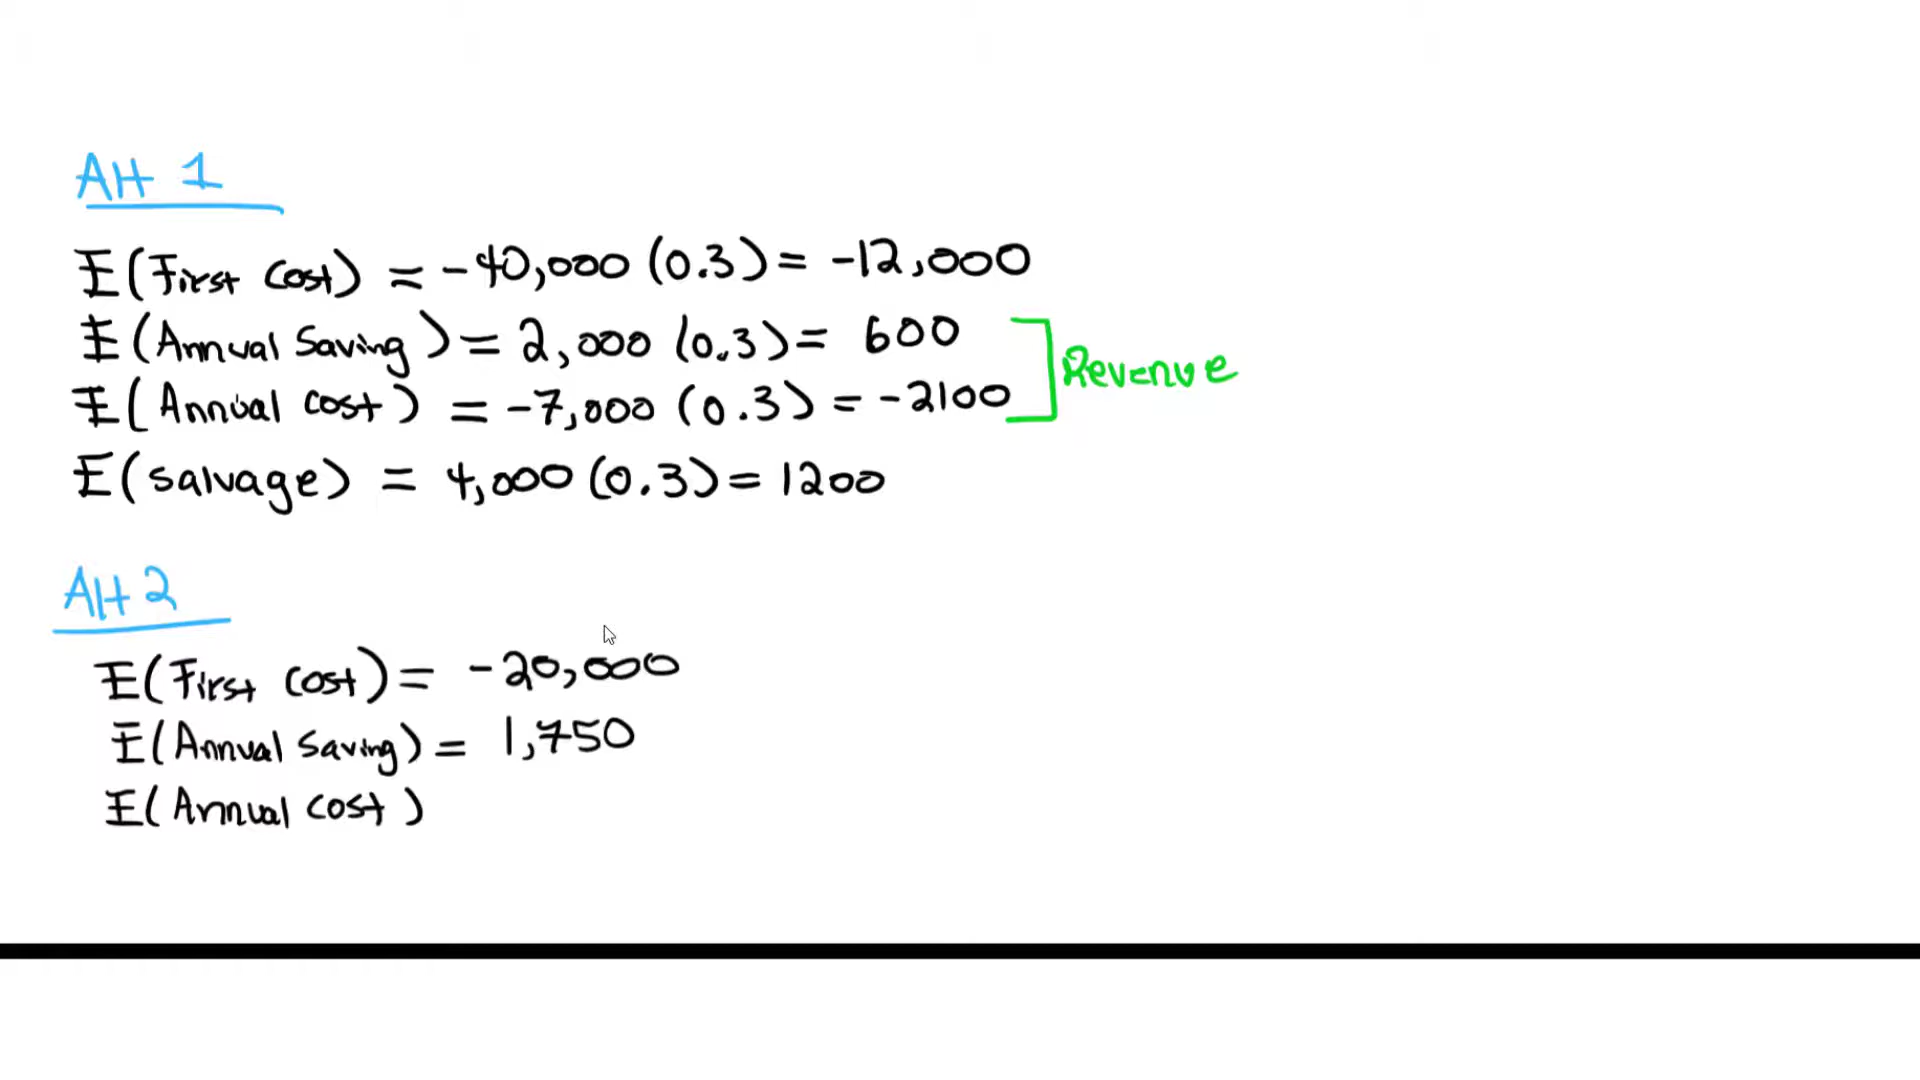 Alt 1
E(First Cost) = -40,000 (0.3) = -12,000
E(Annual Saving) = 2,000 (0.3) = 600
Revenue
E(Annual cost) = -7,000 (0.3) = -2100
E(salvage) = 4,000 (0.3) = 1200
Alt 2
E(First Cost) = -20,000
E(Annual Saving) = 1,750
E(Annual Cost)